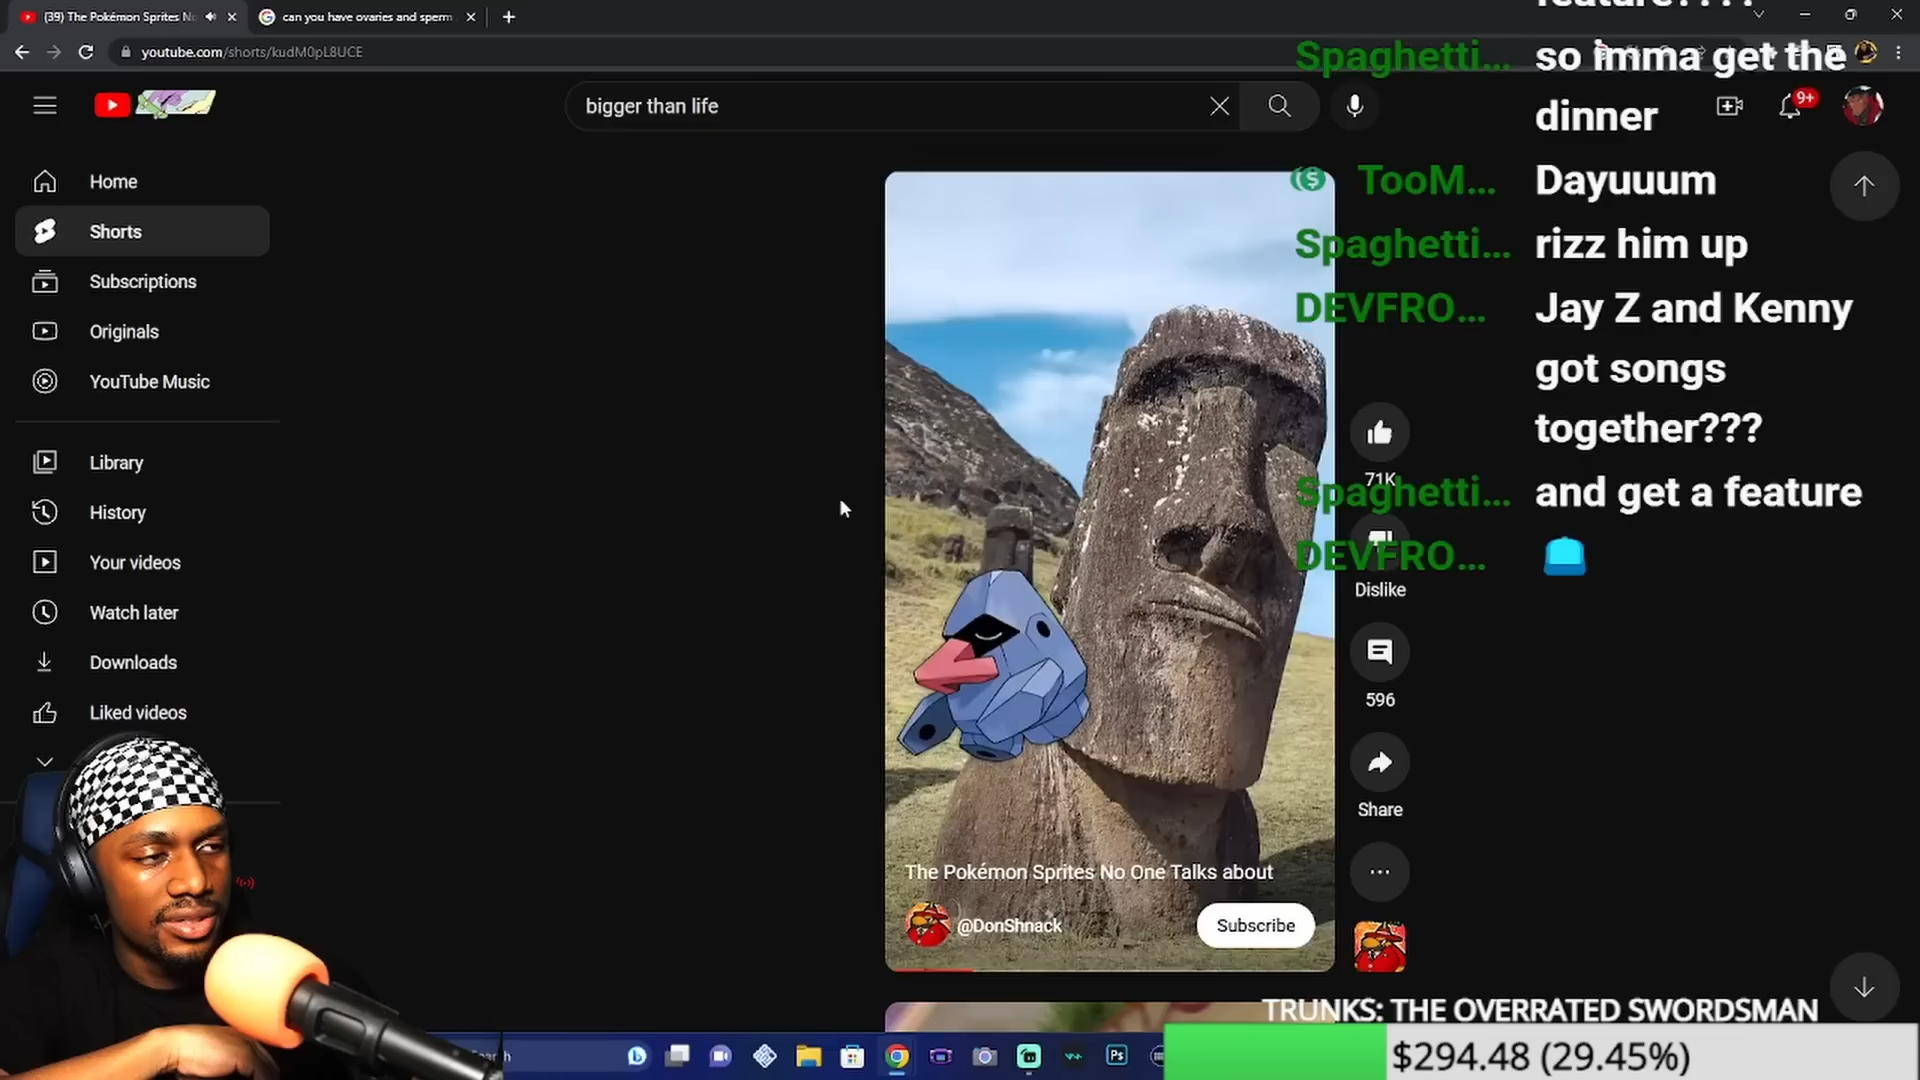 (39) The Pokémon Sprites No
can you have ovaries and sperm
youtube.com/shorts/kudM0pL8UCE
bigger than life
9+
Home
Shorts
Subscriptions
Originals
YouTube Music
Library
History
Your videos
Watch later
Downloads
Liked videos
The Pokémon Sprites No One Talks about
@DonShnack
Subscribe
71K
Dislike
596
Share
feature????
Spaghetti... so imma get the
dinner
TooM... Dayuuum
Spaghetti... rizz him up
DEVFRO... Jay Z and Kenny
got songs
together???
Spaghetti... and get a feature
DEVFRO...
TRUNKS: THE OVERRATED SWORDSMAN
$294.48 (29.45%)
Ps